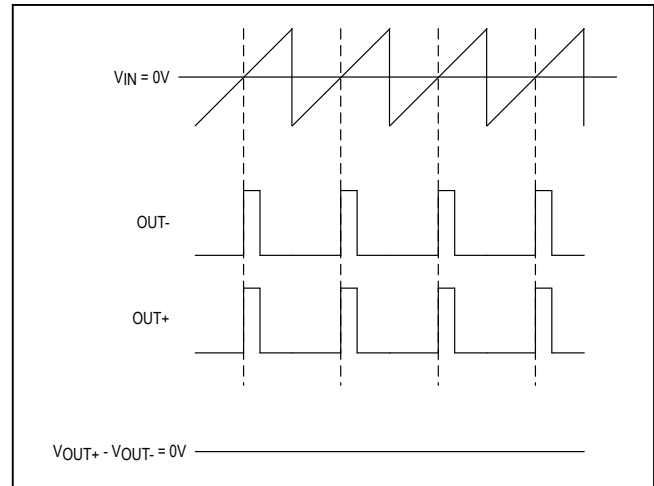 VIN = 0V
OUT-
OUT+
VOUT+ - VOUT- = 0V